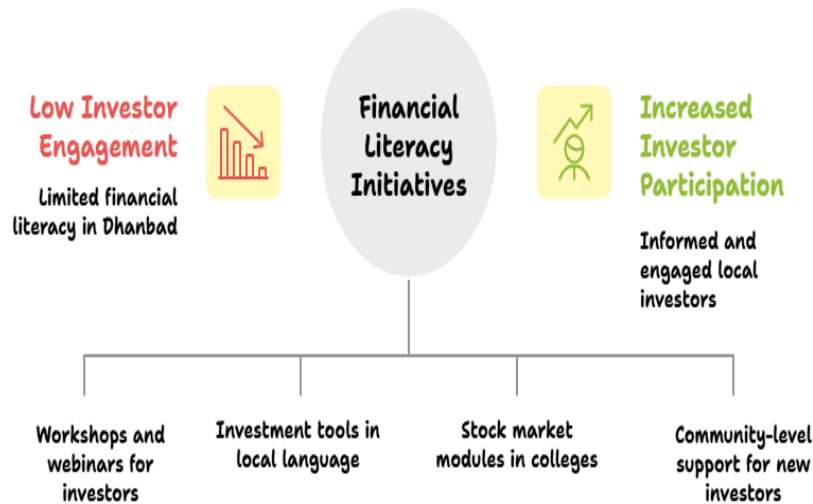 Low Investor
Engagement
Limited financial
literacy in Dhanbad
Financial
Literacy
Initiatives
Increased
Investor
Participation
Informed and
engaged local
investors
Workshops and
webinars for
investors
Investment tools in
local language
Stock market
modules in colleges
Community-level
support for new
investors